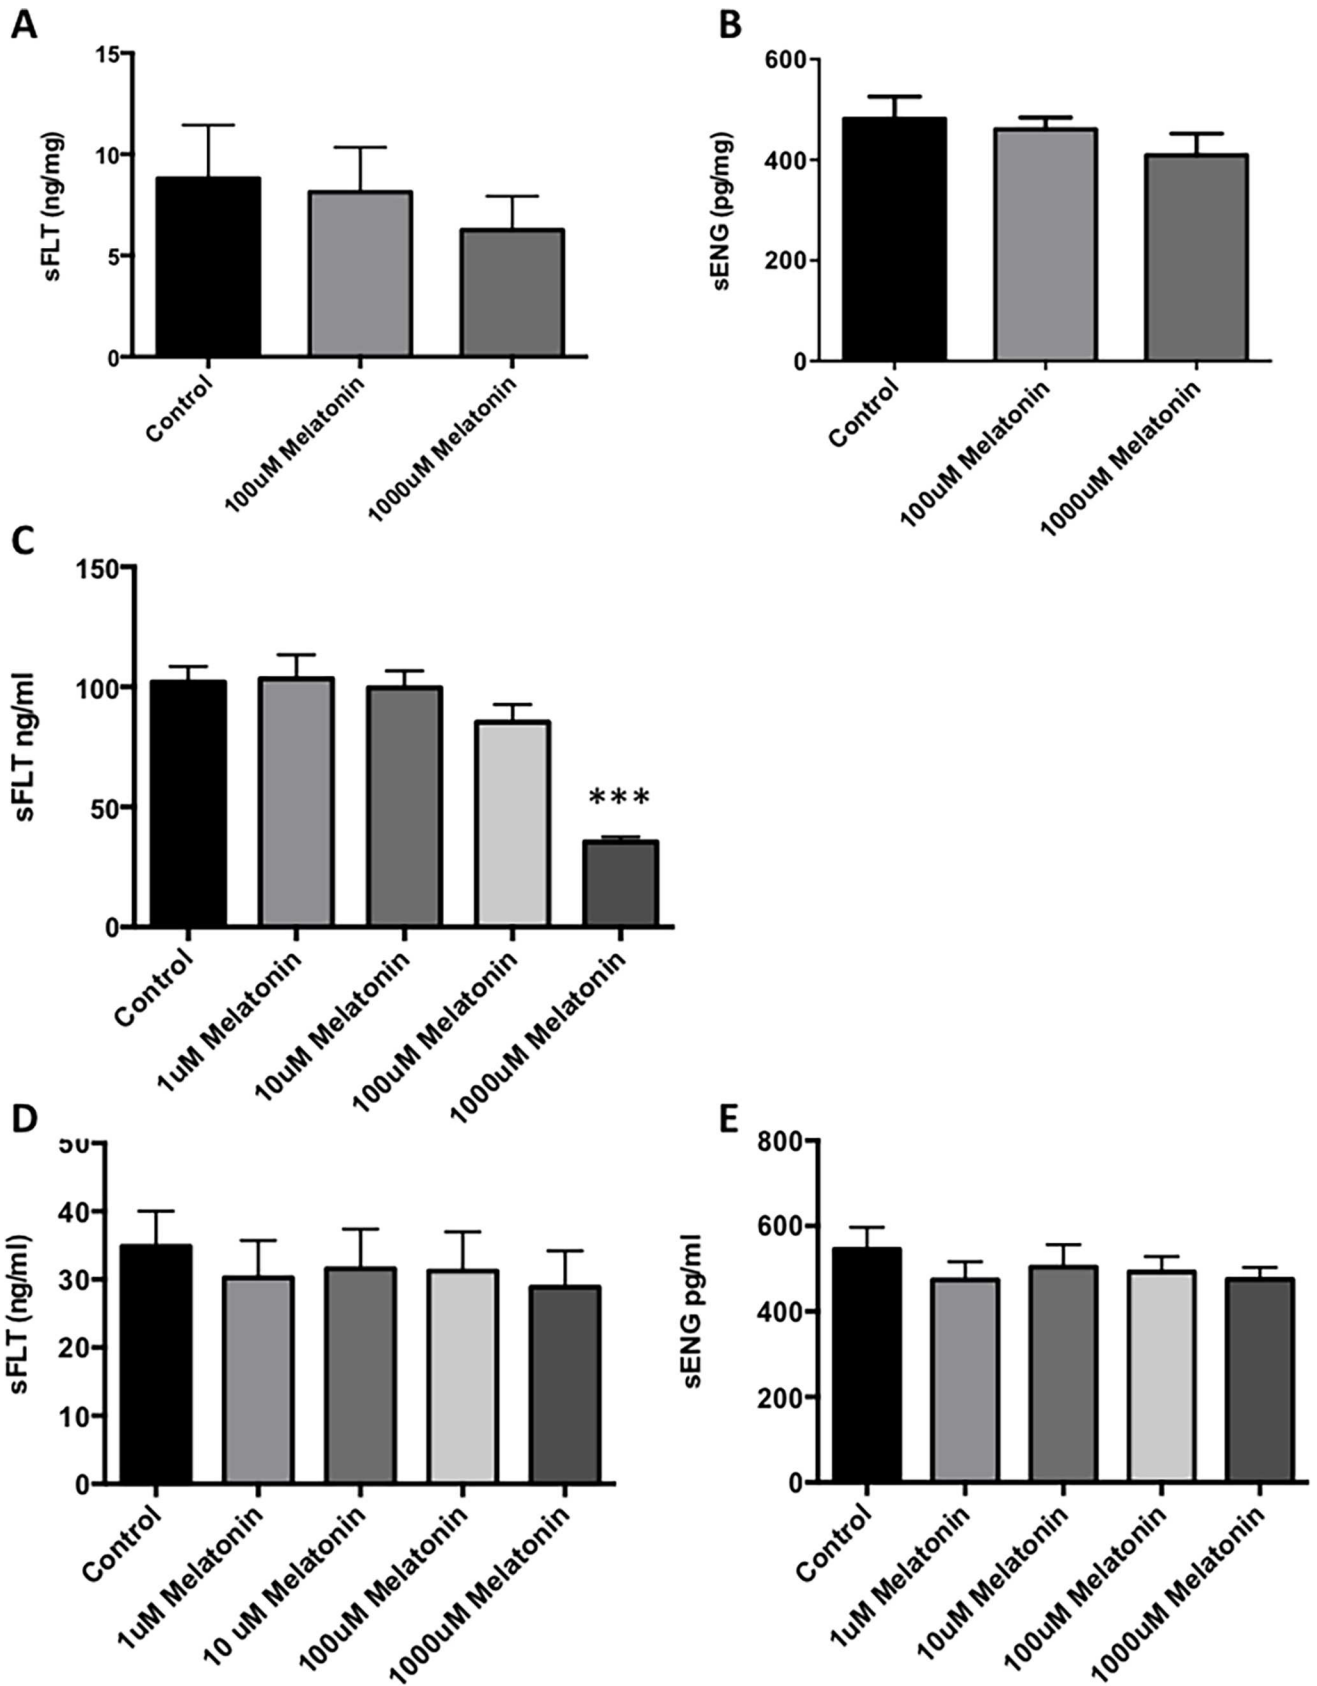 A
15
10
5
0
sFLT (ng/mg)
Control
100uM Melatonin
1000uM Melatonin
B
600
400
200
0
sENG (pg/mg)
Control
100uM Melatonin
1000uM Melatonin
C
150
100
50
0
sFLT ng/ml
***
Control
1uM Melatonin
10uM Melatonin
100uM Melatonin
1000uM Melatonin
D
50
40
30
20
10
0
sFLT (ng/ml)
Control
1uM Melatonin
10 uM Melatonin
100uM Melatonin
1000uM Melatonin
E
800
600
400
200
0
sENG pg/ml
Control
1uM Melatonin
10uM Melatonin
100uM Melatonin
1000uM Melatonin